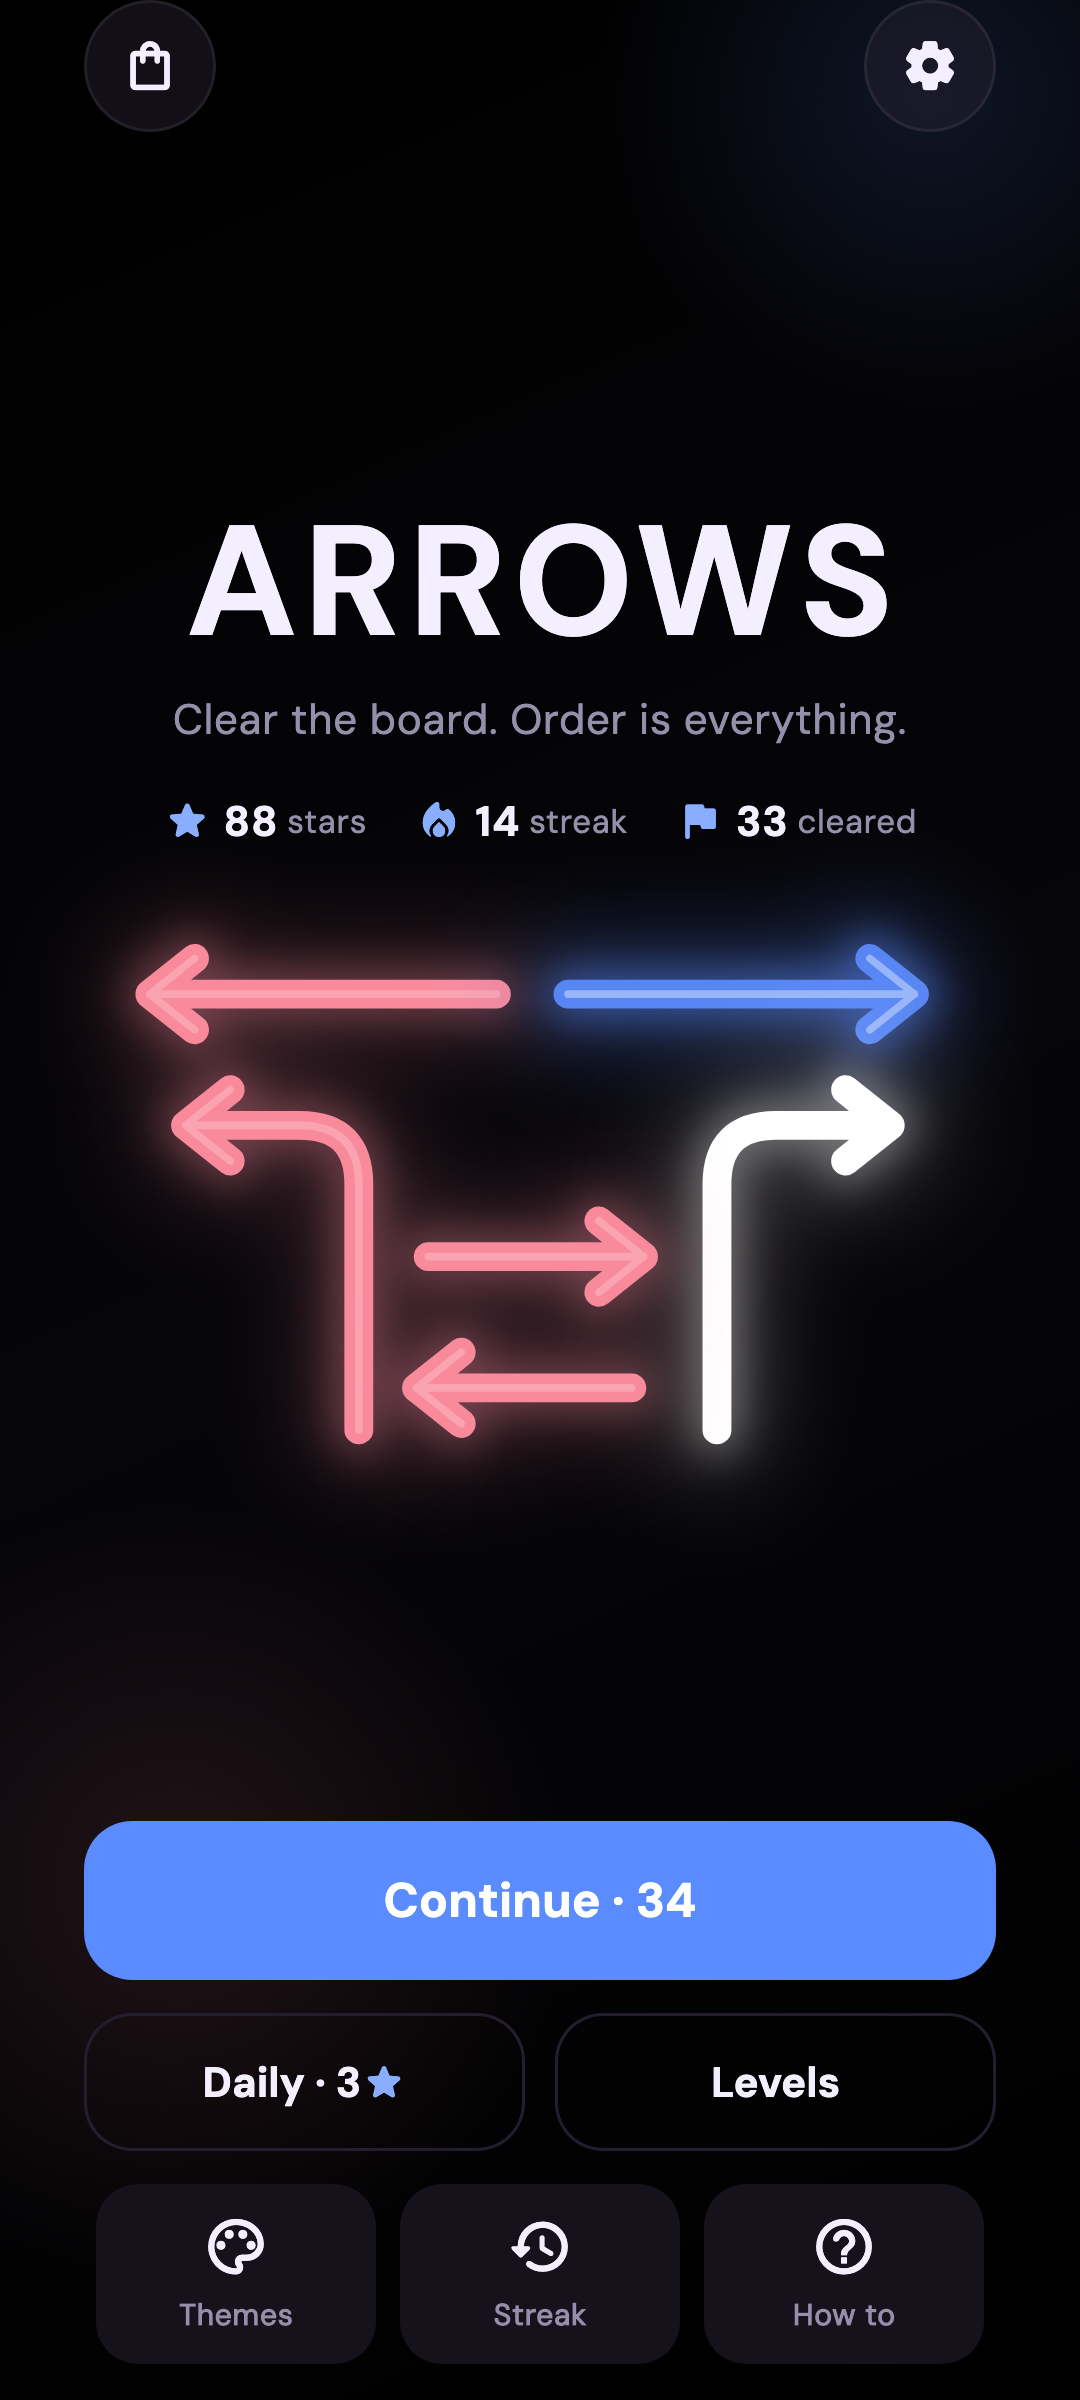 ARROWS
Clear the board. Order is everything.
88 stars 14 streak 33 cleared
Continue · 34
Daily · 3
Levels
Themes
Streak
How to